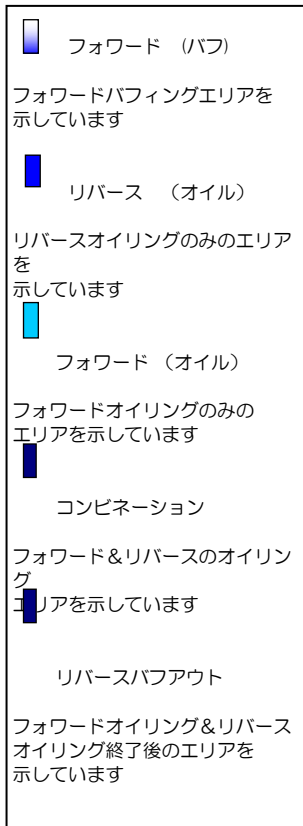 フォワード (バフ)
フォワードバフィングエリアを
示しています
リバース （オイル）
リバースオイリングのみのエリア
を
示しています
フォワード （オイル）
フォワードオイリングのみの
エリアを示しています
コンビネーション
フォワード＆リバースのオイリン
グ
エリアを示しています
リバースバフアウト
フォワードオイリング＆リバース
オイリング終了後のエリアを
示しています